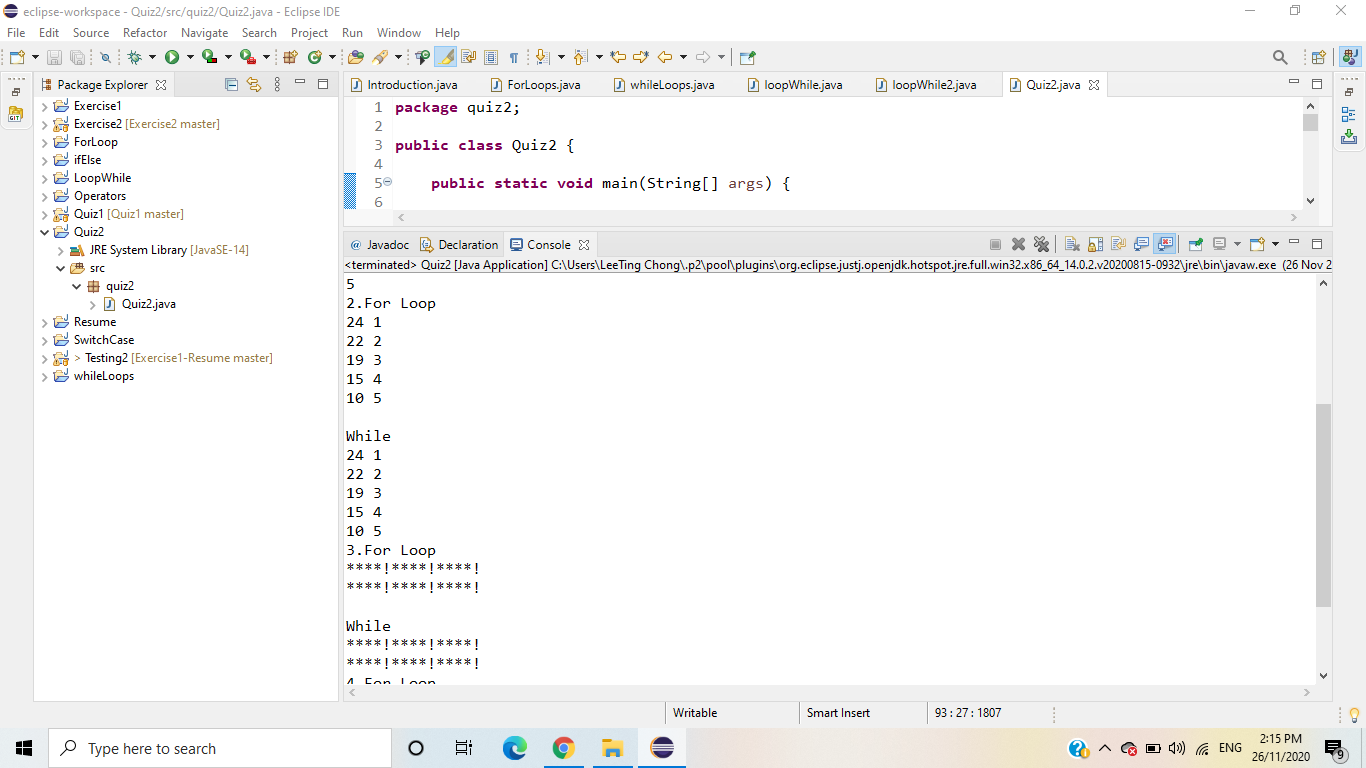 eclipse-workspace - Quiz2/src/quiz2/Quiz2.java - Eclipse IDE
File Edit Source Refactor Navigate Search Project Run Window Help
Package Explorer
Exercise1
Exercise2 [Exercise2 master]
ForLoop
ifElse
LoopWhile
Operators
Quiz1 [Quiz1 master]
Quiz2
JRE System Library [JavaSE-14]
src
quiz2
Quiz2.java
Resume
SwitchCase
> Testing2 [Exercise1-Resume master]
whileLoops
Introduction.java ForLoops.java whileLoops.java loopWhile.java loopWhile2.java Quiz2.java
1 package quiz2;
2
3 public class Quiz2 {
4
5 public static void main(String[] args) {
6
@ Javadoc Declaration Console
<terminated> Quiz2 [Java Application] C:\Users\LeeTing Chong\.p2\pool\plugins\org.eclipse.justj.openjdk.hotspot.jre.full.win32.x86_64_14.0.2.v20200815-0932\jre\bin\javaw.exe (26 Nov 2
5
2.For Loop
24 1
22 2
19 3
15 4
10 5
While
24 1
22 2
19 3
15 4
10 5
3.For Loop
****!****!****!
****!****!****!
While
****!****!****!
****!****!****!
4.For Loop
Writable Smart Insert 93 : 27 : 1807
Type here to search
ENG
2:15 PM
26/11/2020
9
GIT